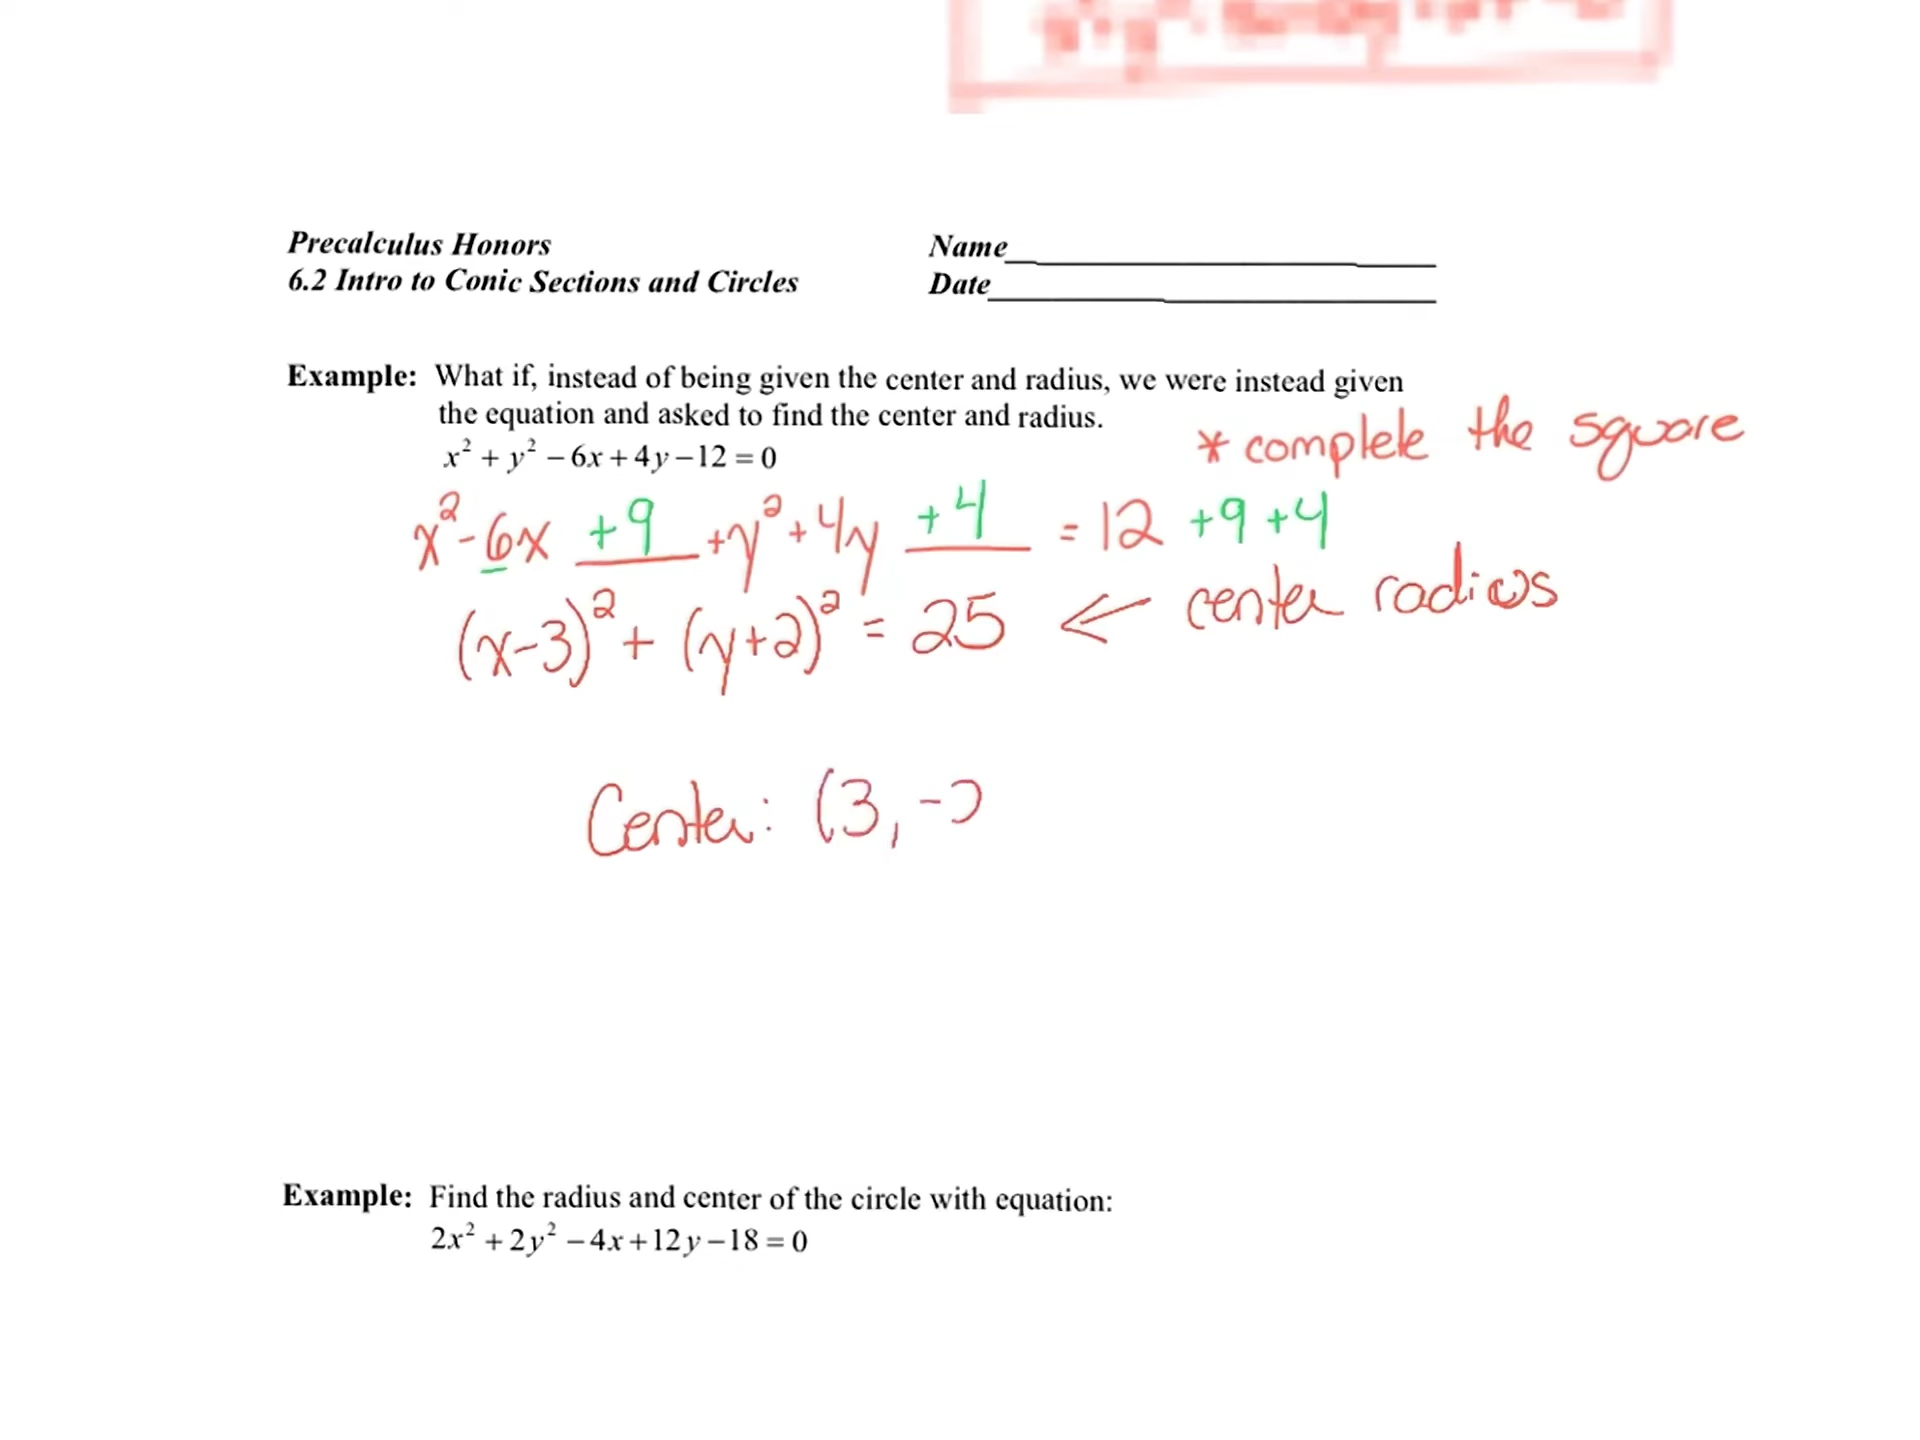 Precalculus Honors
Name
6.2 Intro to Conic Sections and Circles
Date
Example: What if, instead of being given the center and radius, we were instead given
the equation and asked to find the center and radius.
x² + y² − 6x + 4y − 12 = 0
* complete the square
x² - 6x +9 + y² + 4y +4 = 12 +9 +4
(x-3)² + (y+2)² = 25 ← center radius
Center: (3, -
Example: Find the radius and center of the circle with equation:
2x² + 2y² − 4x + 12y − 18 = 0